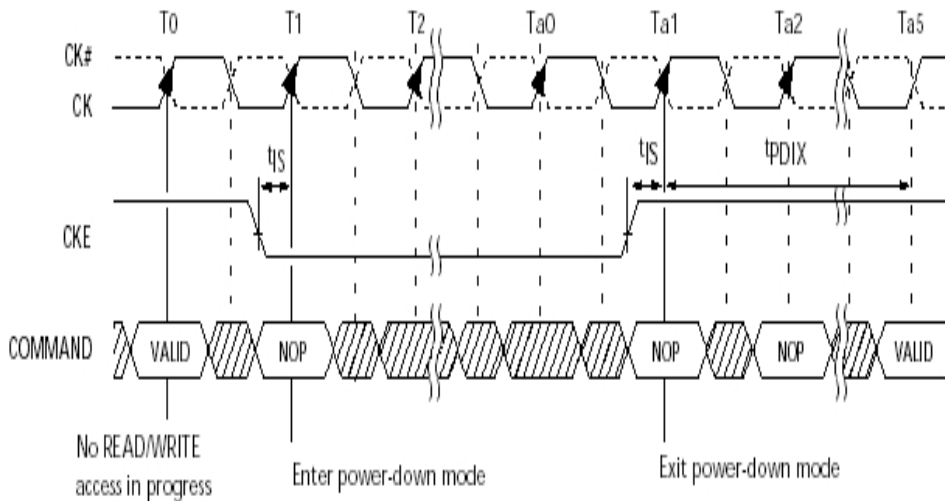 T0 T1 T2 Ta0 Ta1 Ta2 Ta5
CK#
CK
tIS tIS tPDIX
CKE
COMMAND VALID NOP NOP NOP VALID
No READ/WRITE
access in progress
Enter power-down mode
Exit power-down mode